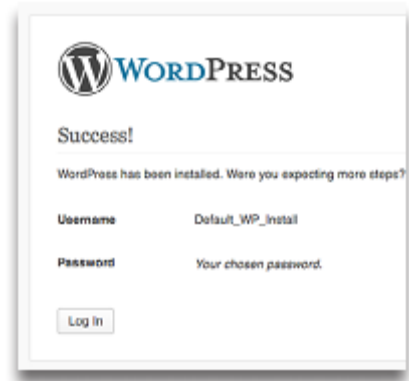 WORDPRESS
Success!
WordPress has been installed. Were you expecting more steps?
Username Default_WP_Install
Password Your chosen password.
Log In